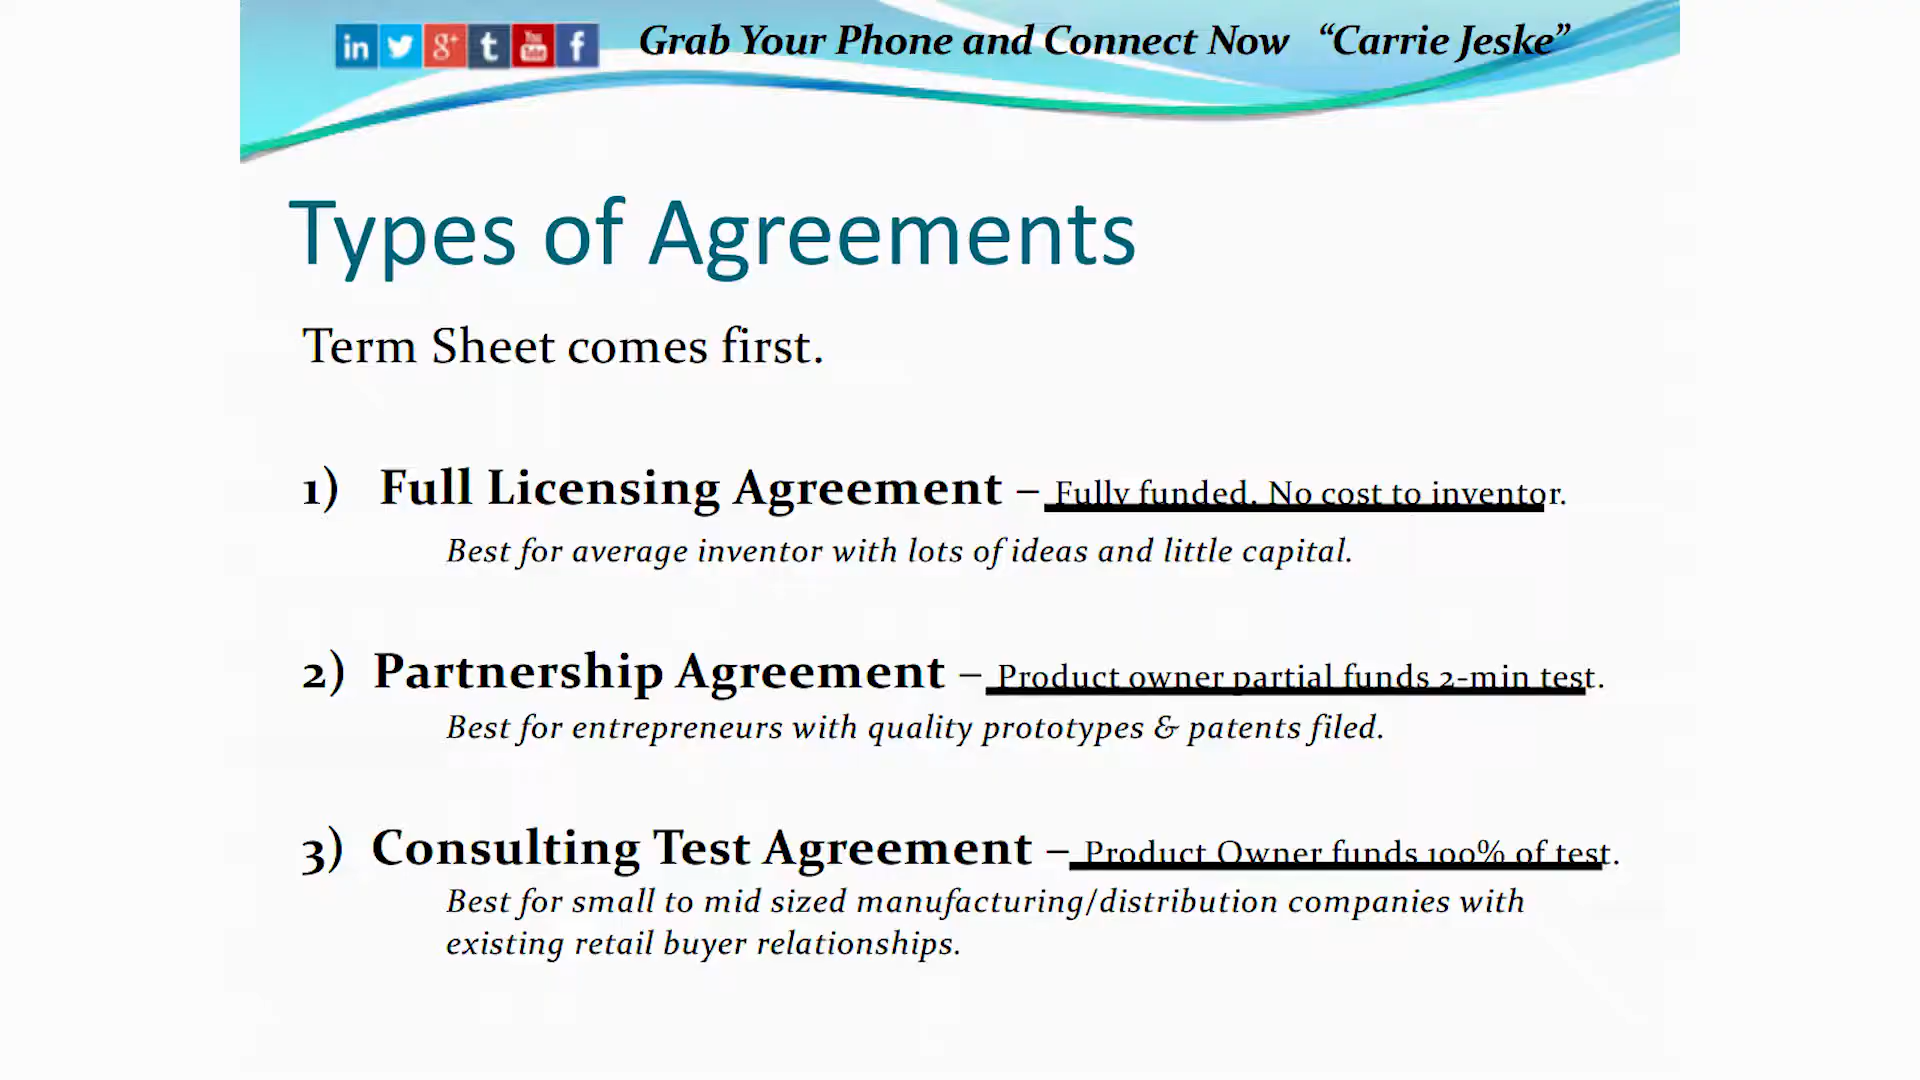 in g+ t You Tube f Grab Your Phone and Connect Now “Carrie Jeske”
Types of Agreements
Term Sheet comes first.
1) Full Licensing Agreement – Fully funded. No cost to inventor.
Best for average inventor with lots of ideas and little capital.
2) Partnership Agreement – Product owner partial funds 2-min test.
Best for entrepreneurs with quality prototypes & patents filed.
3) Consulting Test Agreement – Product Owner funds 100% of test.
Best for small to mid sized manufacturing/distribution companies with
existing retail buyer relationships.